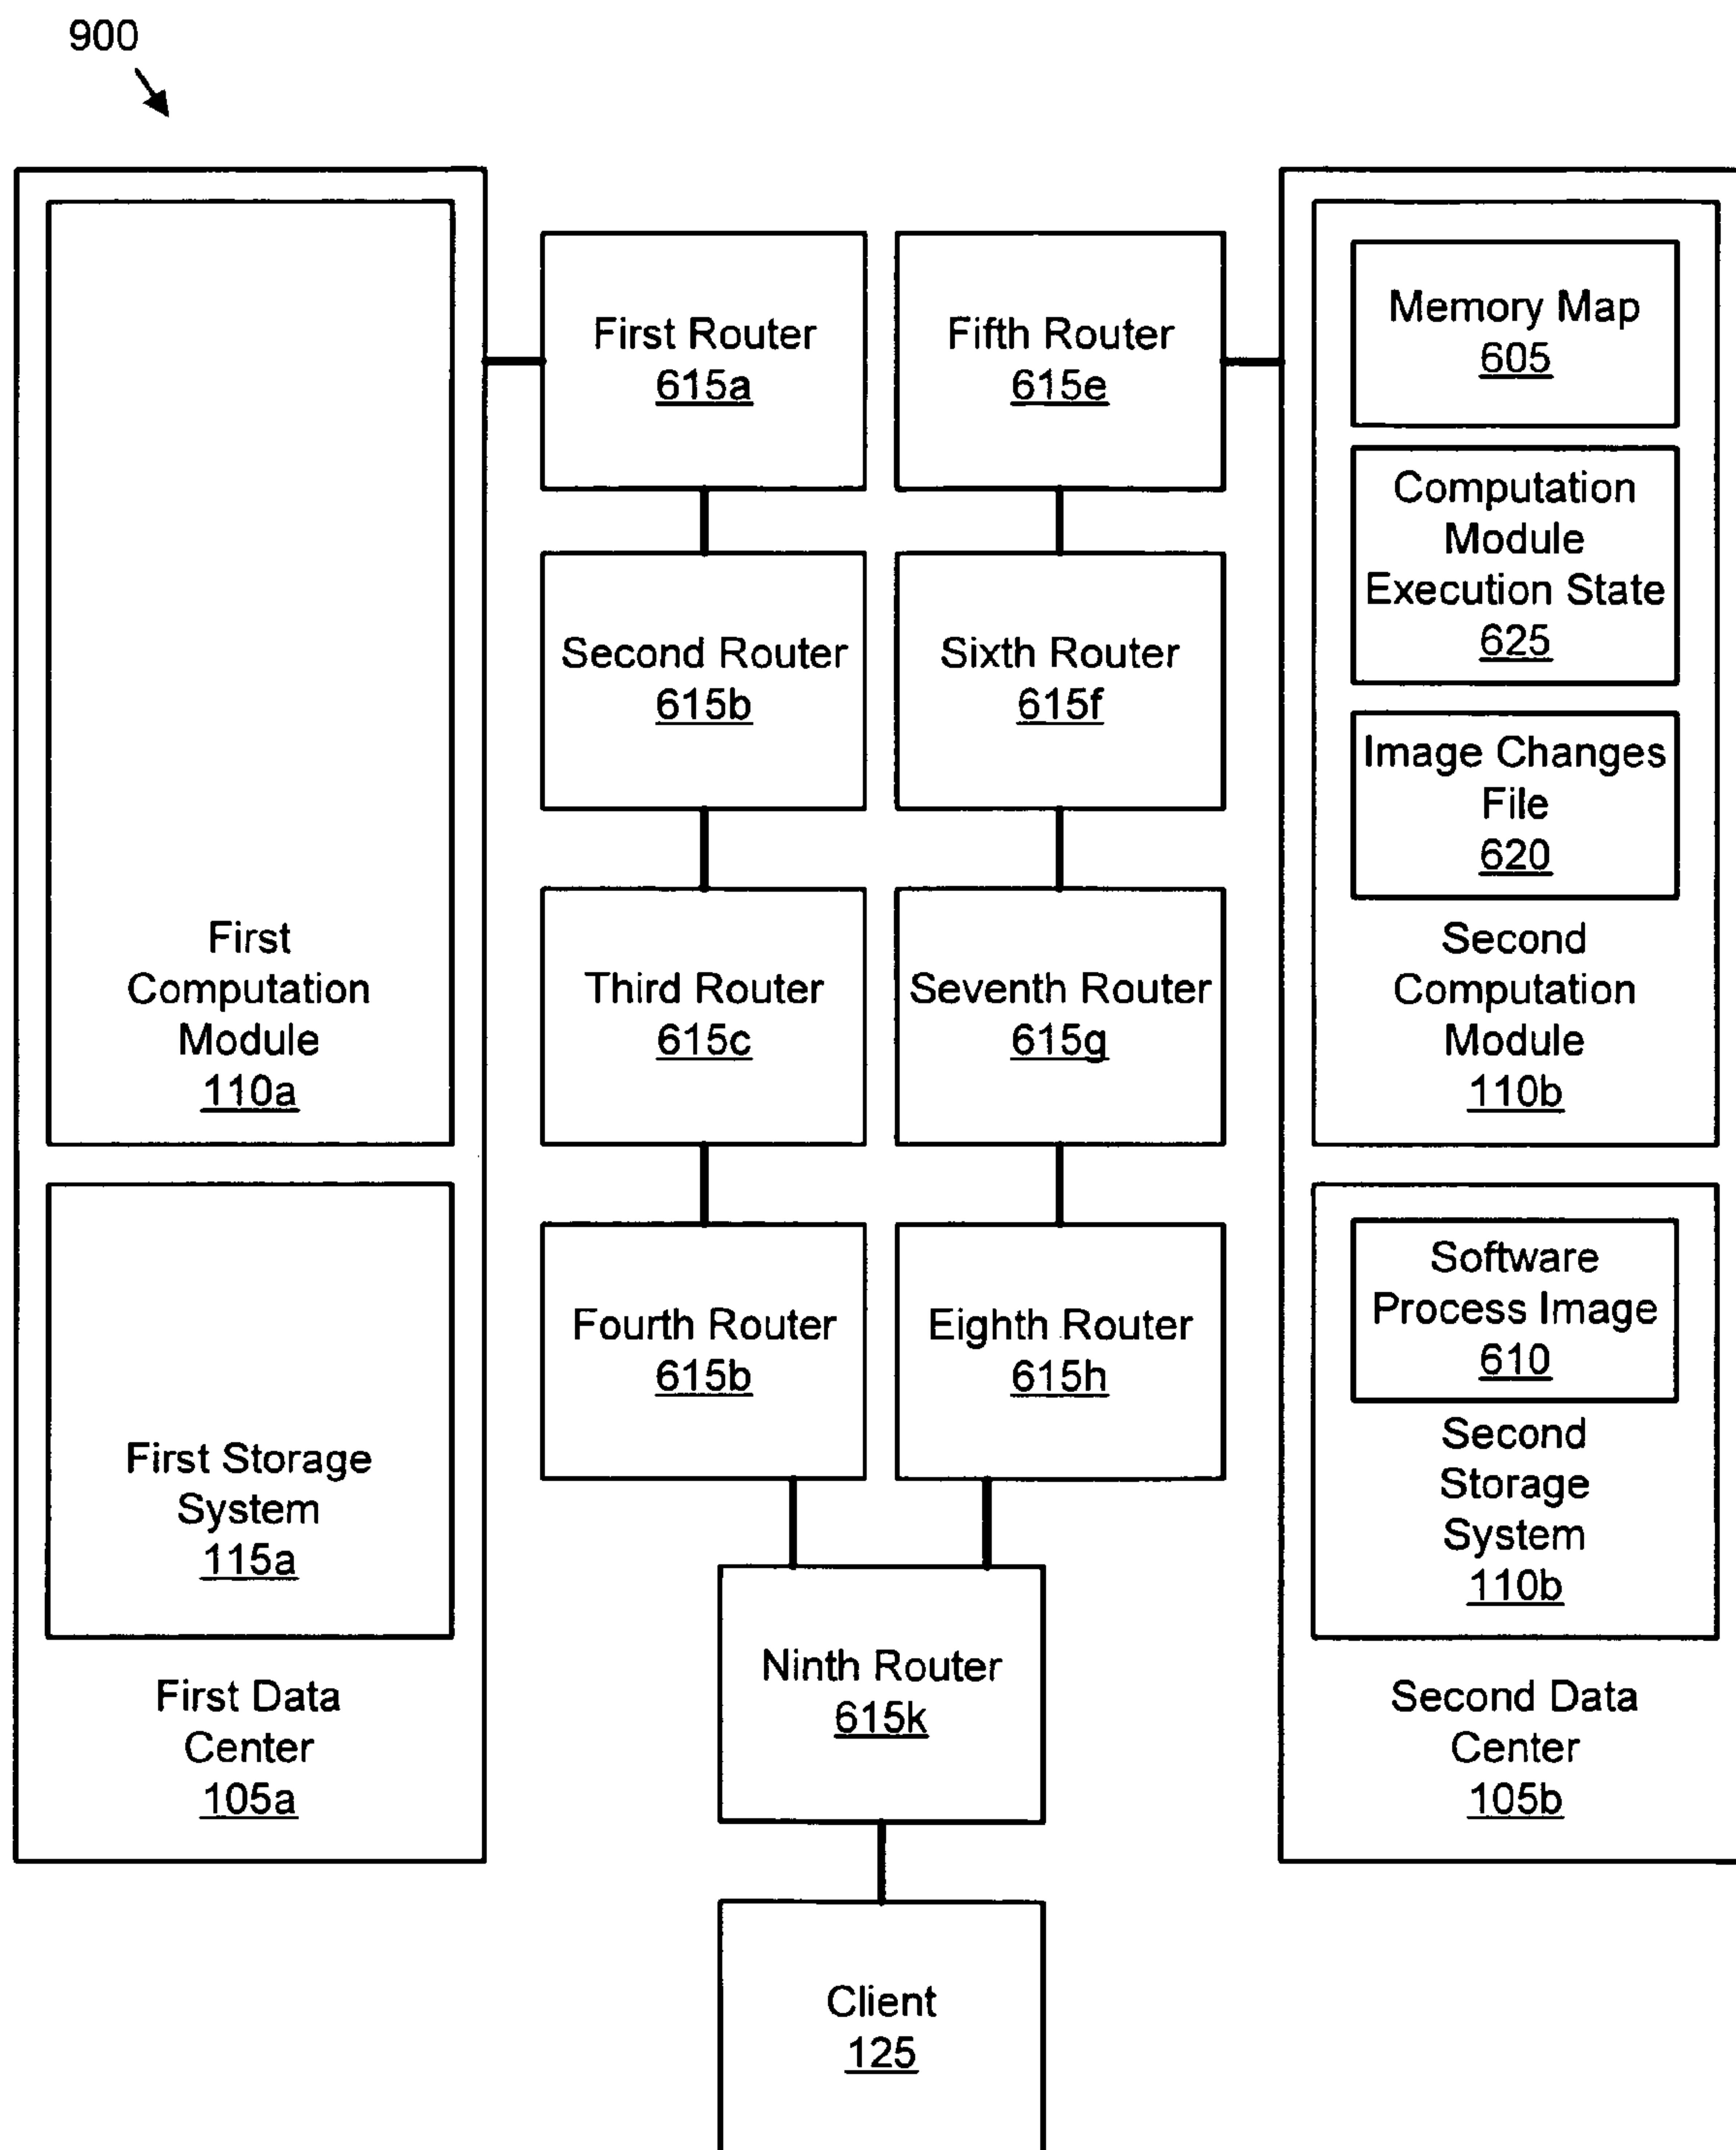 900
First
Computation
Module
110a
First Storage
System
115a
First Data
Center
105a
First Router
615a
Second Router
615b
Third Router
615c
Fourth Router
615b
Fifth Router
615e
Sixth Router
615f
Seventh Router
615g
Eighth Router
615h
Ninth Router
615k
Client
125
Memory Map
605
Computation
Module
Execution State
625
Image Changes
File
620
Second
Computation
Module
110b
Software
Process Image
610
Second
Storage
System
110b
Second Data
Center
105b